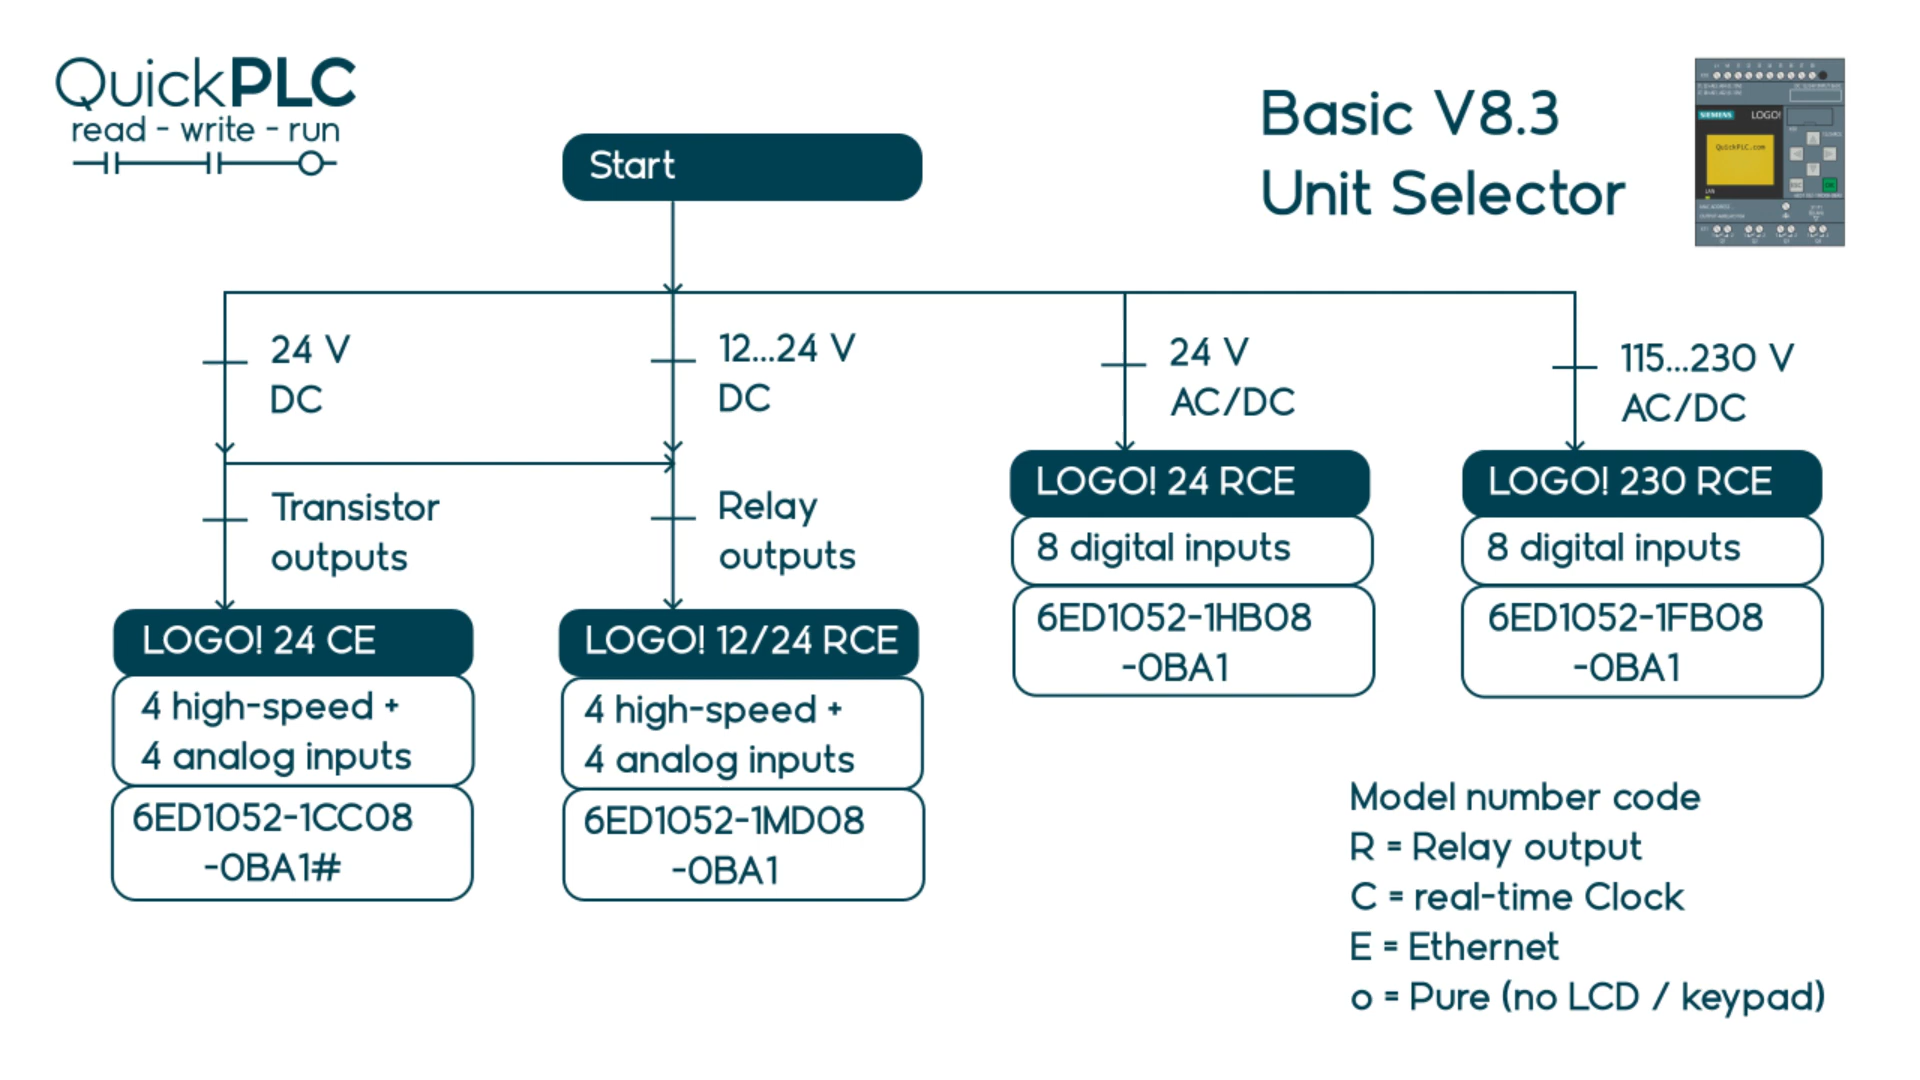 QuickPLC
read - write - run
Basic V8.3
Unit Selector
SIEMENS
LOGO!
QuickPLC.com
Start
24 V
DC
12...24 V
DC
24 V
AC/DC
115...230 V
AC/DC
Transistor
outputs
Relay
outputs
LOGO! 24 CE
4 high-speed +
4 analog inputs
6ED1052-1CC08
-0BA1#
LOGO! 12/24 RCE
4 high-speed +
4 analog inputs
6ED1052-1MD08
-0BA1
LOGO! 24 RCE
8 digital inputs
6ED1052-1HB08
-0BA1
LOGO! 230 RCE
8 digital inputs
6ED1052-1FB08
-0BA1
Model number code
R = Relay output
C = real-time Clock
E = Ethernet
o = Pure (no LCD / keypad)